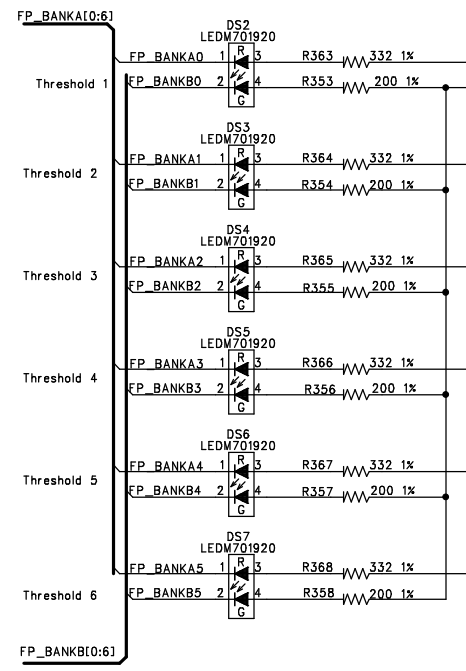 FP_BANKA[0:6]
DS2
LEDM701920
FP_BANKA0 1 R 3 R363 332 1%
Threshold 1
FP_BANKB0 2 G 4 R353 200 1%
DS3
LEDM701920
FP_BANKA1 1 R 3 R364 332 1%
Threshold 2
FP_BANKB1 2 G 4 R354 200 1%
DS4
LEDM701920
FP_BANKA2 1 R 3 R365 332 1%
Threshold 3
FP_BANKB2 2 G 4 R355 200 1%
DS5
LEDM701920
FP_BANKA3 1 R 3 R366 332 1%
Threshold 4
FP_BANKB3 2 G 4 R356 200 1%
DS6
LEDM701920
FP_BANKA4 1 R 3 R367 332 1%
Threshold 5
FP_BANKB4 2 G 4 R357 200 1%
DS7
LEDM701920
FP_BANKA5 1 R 3 R368 332 1%
Threshold 6
FP_BANKB5 2 G 4 R358 200 1%
FP_BANKB[0:6]